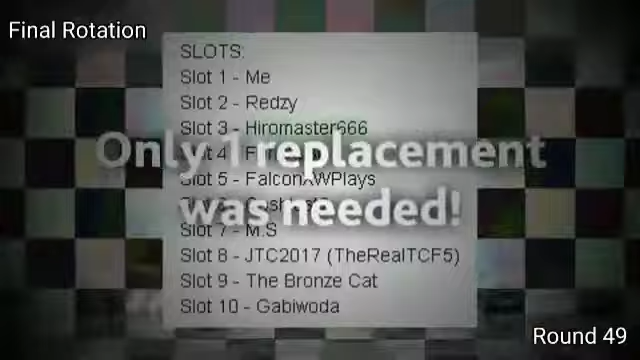 Final Rotation
SLOTS:
Slot 1 - Me
Slot 2 - Redzy
Slot 3 - Hiromaster666
Only 1 replacement
Slot 5 - FalconXWPlays
was needed!
Slot 7 - M.S
Slot 8 - JTC2017 (TheRealTCF5)
Slot 9 - The Bronze Cat
Slot 10 - Gabiwoda
Round 49